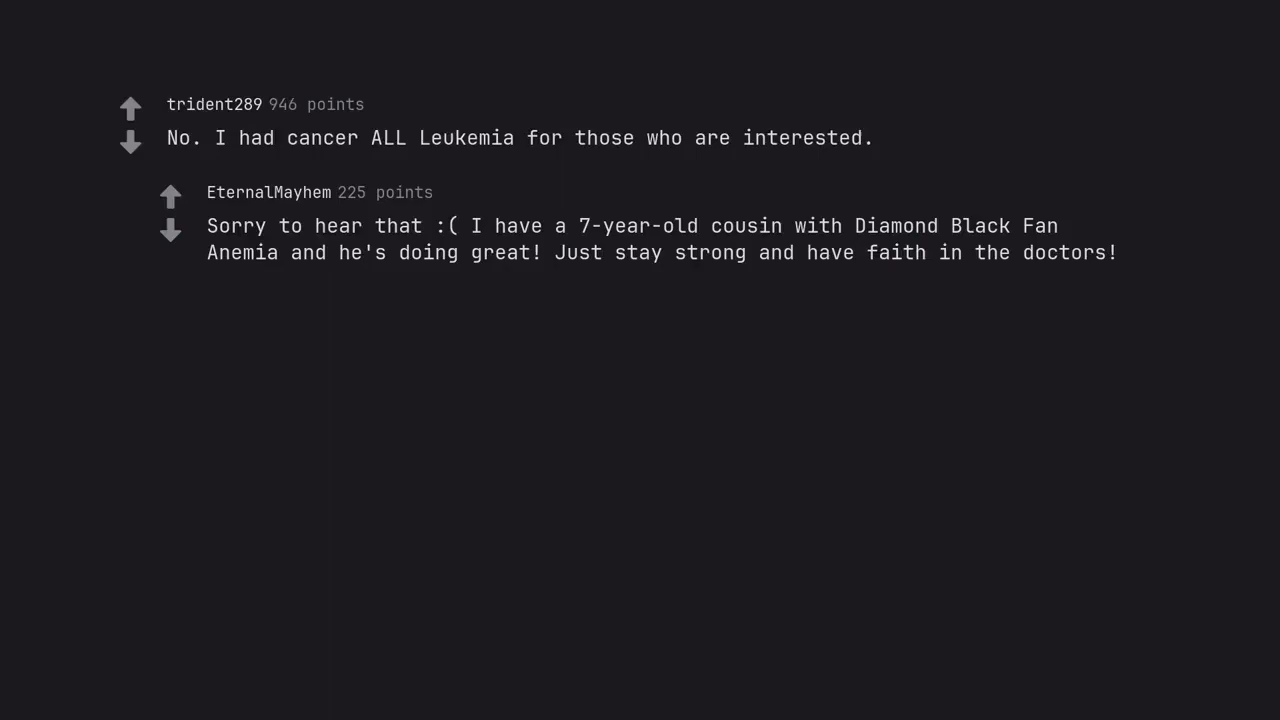 trident289 946 points
No. I had cancer ALL Leukemia for those who are interested.
EternalMayhem 225 points
Sorry to hear that :( I have a 7-year-old cousin with Diamond Black Fan
Anemia and he's doing great! Just stay strong and have faith in the doctors!